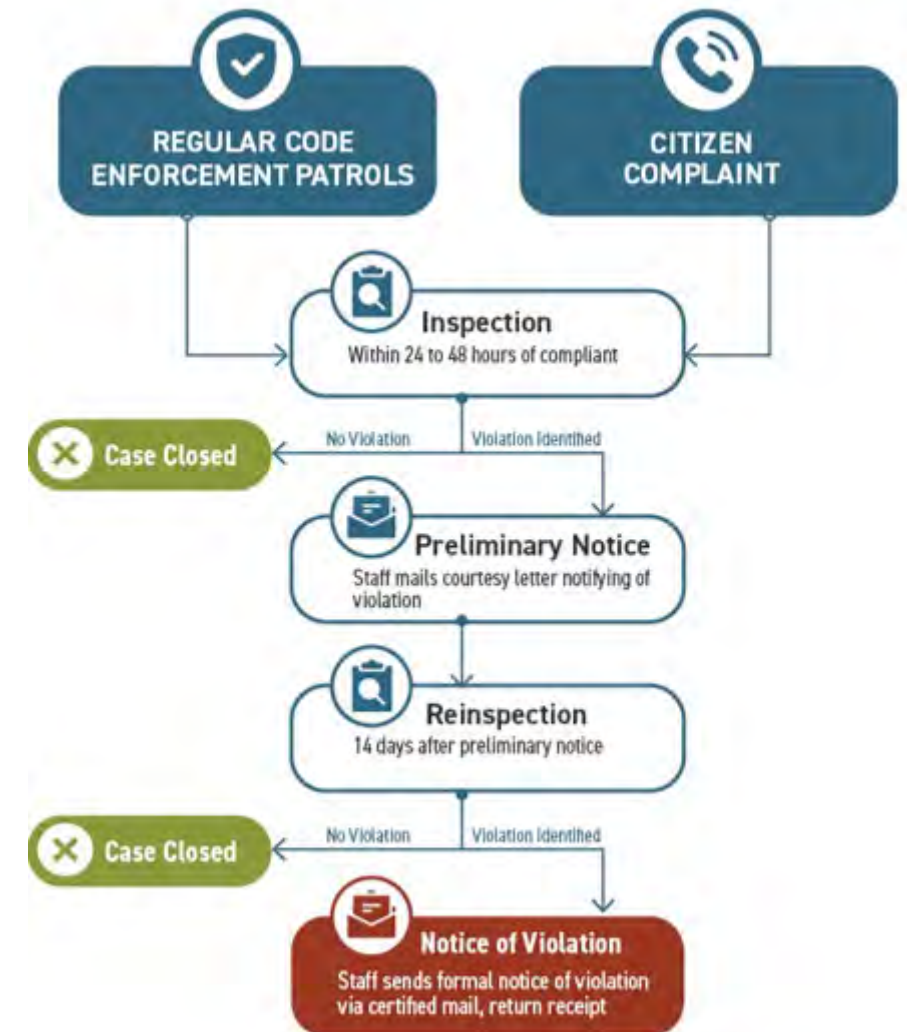 REGULAR CODE
ENFORCEMENT PATROLS
CITIZEN
COMPLAINT
Inspection
Within 24 to 48 hours of compliant
No Violation
Violation Identified
Case Closed
Preliminary Notice
Staff mails courtesy letter notifying of
violation
Reinspection
14 days after preliminary notice
No Violation
Violation Identified
Case Closed
Notice of Violation
Staff sends formal notice of violation
via certified mail, return receipt